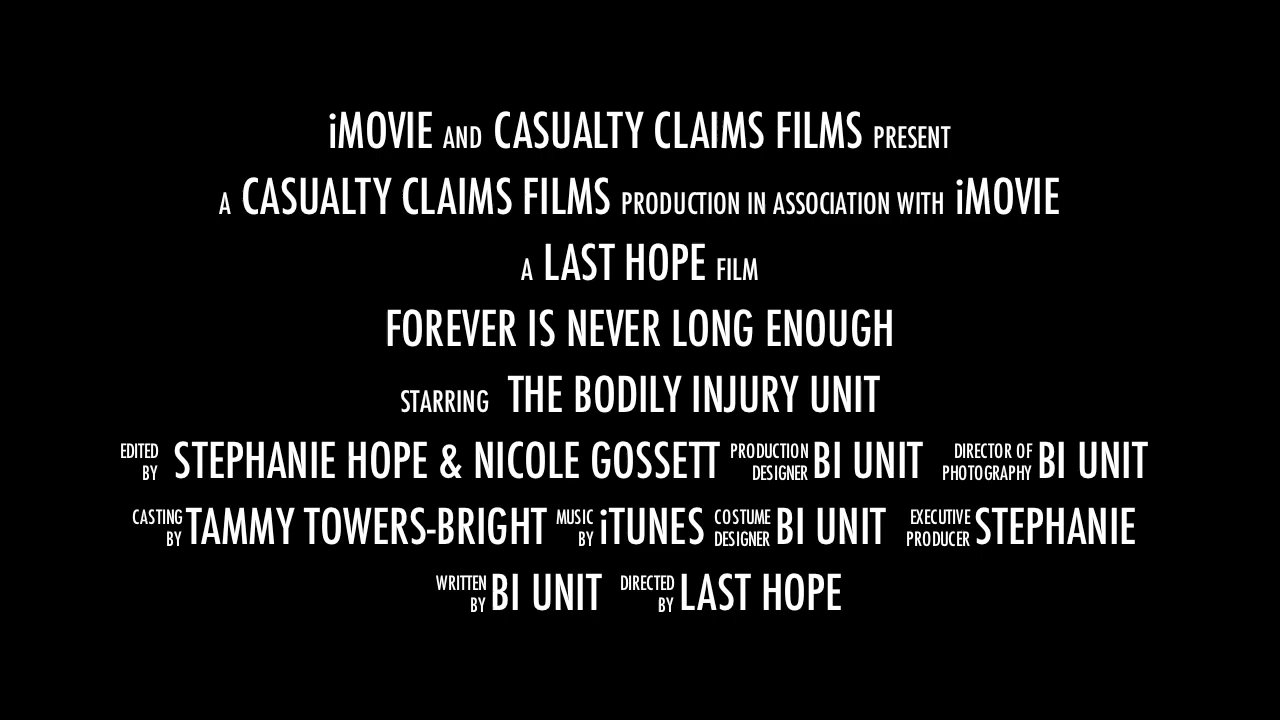 iMOVIE AND CASUALTY CLAIMS FILMS PRESENT
A CASUALTY CLAIMS FILMS PRODUCTION IN ASSOCIATION WITH iMOVIE
A LAST HOPE FILM
FOREVER IS NEVER LONG ENOUGH
STARRING THE BODILY INJURY UNIT
EDITED BY STEPHANIE HOPE & NICOLE GOSSETT PRODUCTION DESIGNER BI UNIT DIRECTOR OF PHOTOGRAPHY BI UNIT
CASTING BY TAMMY TOWERS-BRIGHT MUSIC BY iTUNES COSTUME DESIGNER BI UNIT EXECUTIVE PRODUCER STEPHANIE
WRITTEN BY BI UNIT DIRECTED BY LAST HOPE